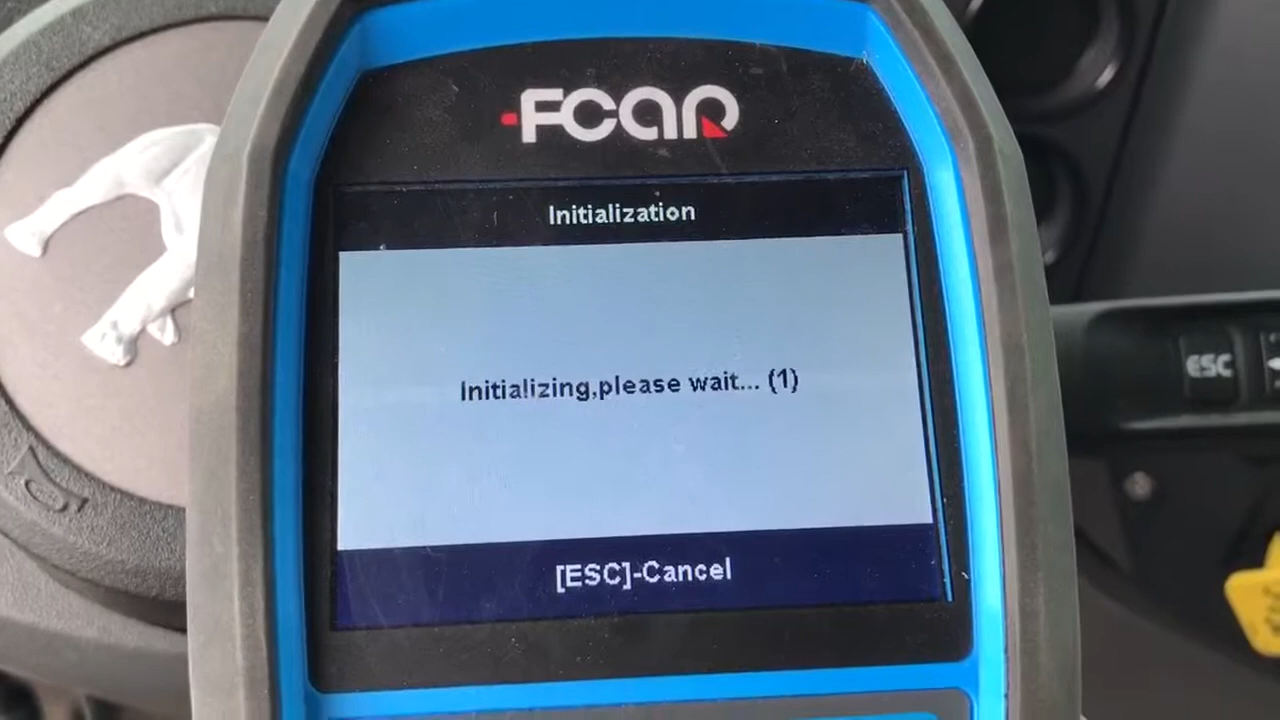 FCAR
Initialization
Initializing,please wait... (1)
[ESC]-Cancel
ESC